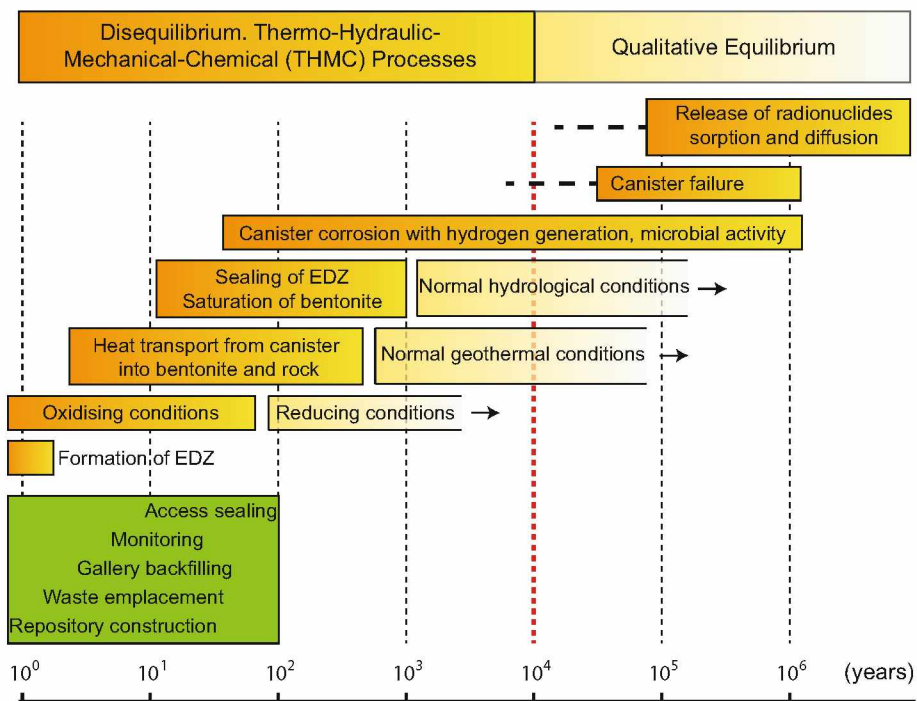 Disequilibrium. Thermo-Hydraulic-
Mechanical-Chemical (THMC) Processes
Qualitative Equilibrium
Release of radionuclides
sorption and diffusion
Canister failure
Canister corrosion with hydrogen generation, microbial activity
Sealing of EDZ
Saturation of bentonite
Normal hydrological conditions
Heat transport from canister
into bentonite and rock
Normal geothermal conditions
Oxidising conditions
Reducing conditions
Formation of EDZ
Access sealing
Monitoring
Gallery backfilling
Waste emplacement
Repository construction
10⁰ 10¹ 10² 10³ 10⁴ 10⁵ 10⁶ (years)